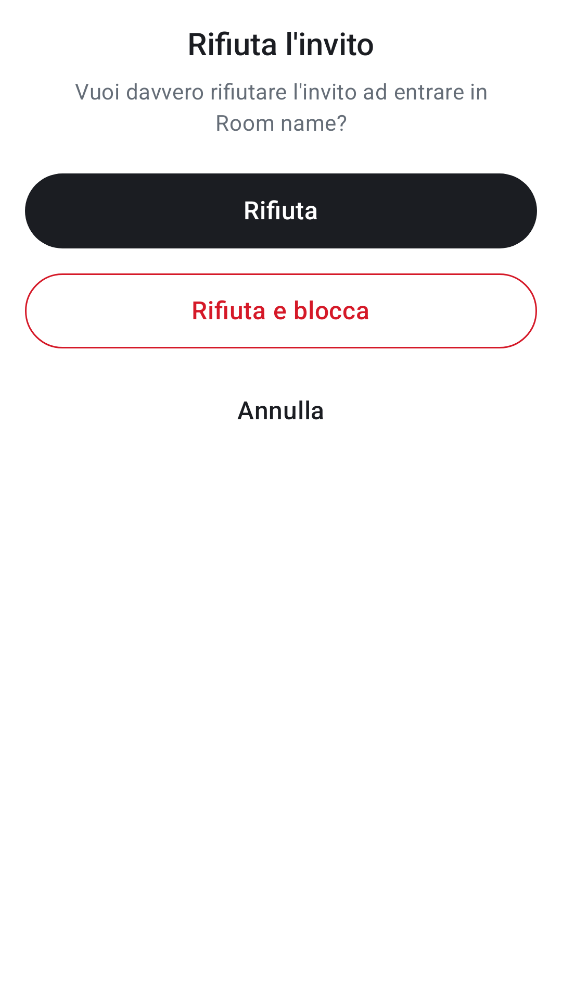 Rifiuta l'invito
Vuoi davvero rifiutare l'invito ad entrare in
Room name?
Rifiuta
Rifiuta e blocca
Annulla